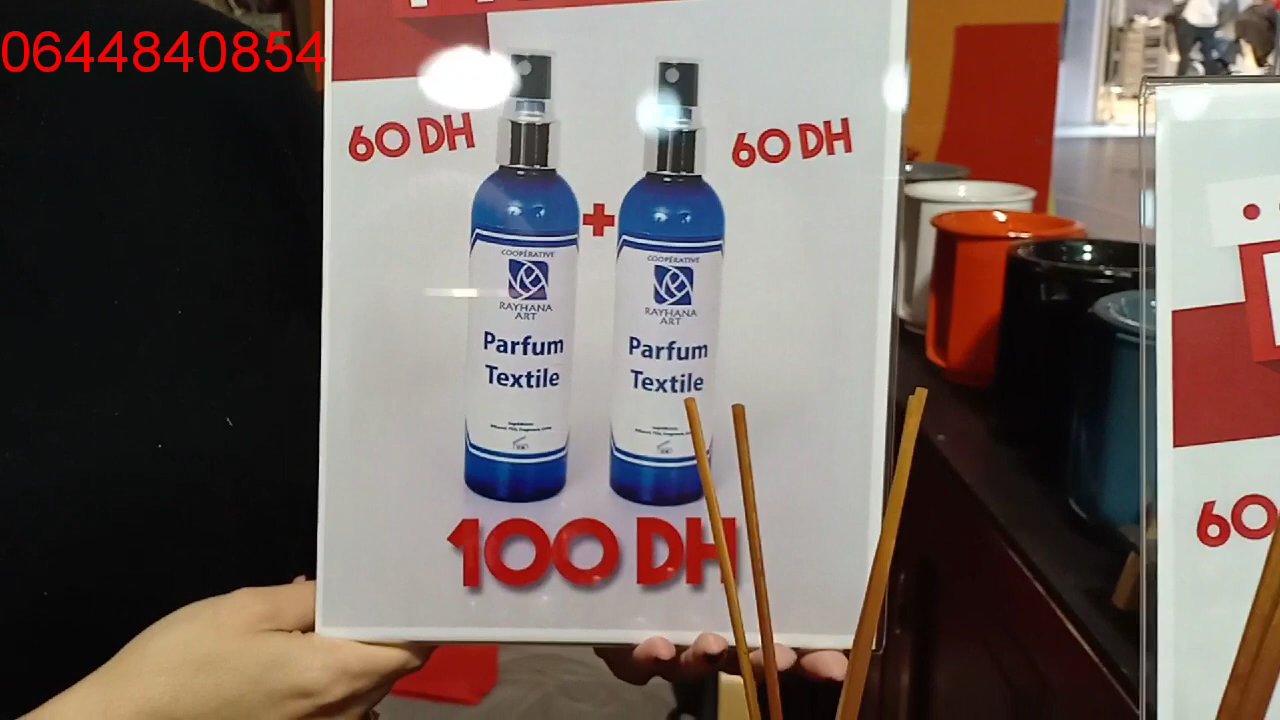 0644840854
60 DH
60 DH
+
COOPÉRATIVE
RAYHANA
ART
Parfum
Textile
COOPÉRATIVE
RAYHANA
ART
Parfum
Textile
100 DH
60